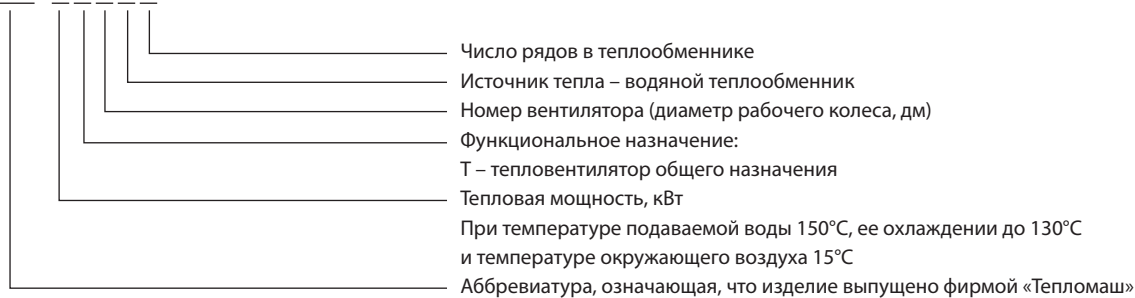 Число рядов в теплообменнике
Источник тепла – водяной теплообменник
Номер вентилятора (диаметр рабочего колеса, дм)
Функциональное назначение:
Т – тепловентилятор общего назначения
Тепловая мощность, кВт
При температуре подаваемой воды 150°С, ее охлаждении до 130°С
и температуре окружающего воздуха 15°С
Аббревиатура, означающая, что изделие выпущено фирмой «Тепломаш»